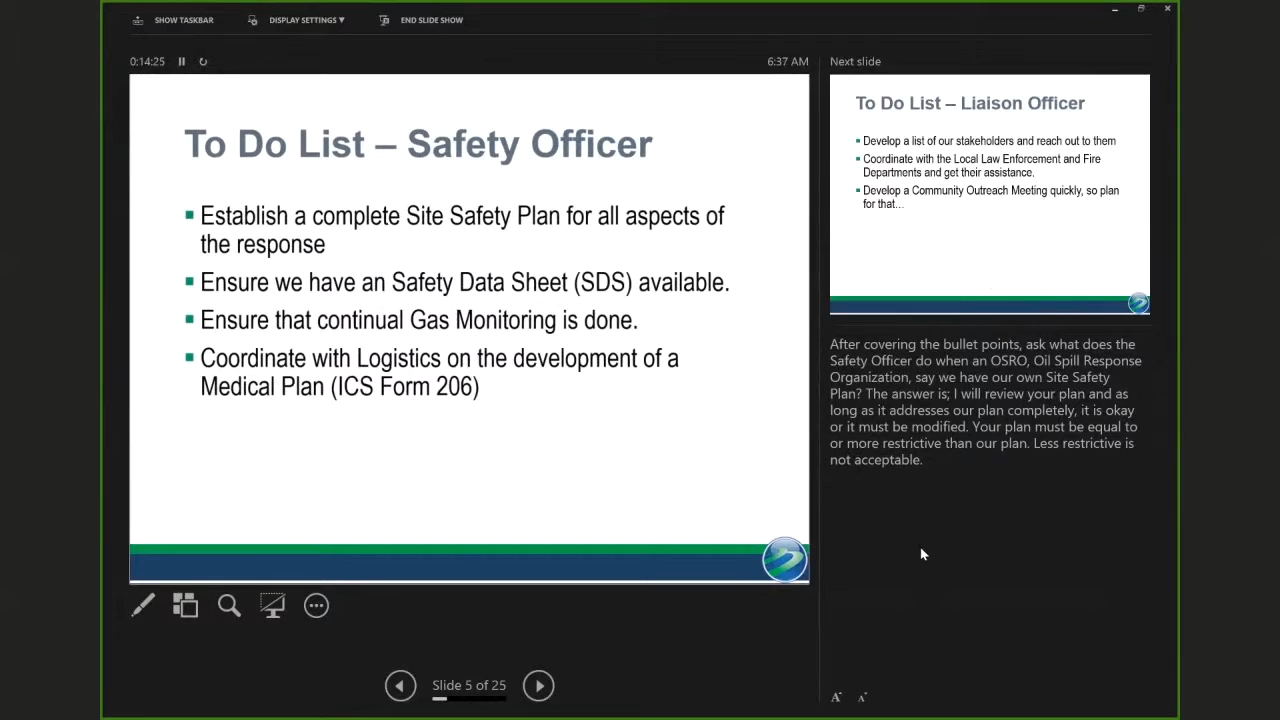 SHOW TASKBAR
DISPLAY SETTINGS ▼
END SLIDE SHOW
0:14:25
6:37 AM
To Do List – Safety Officer
Establish a complete Site Safety Plan for all aspects of
the response
Ensure we have an Safety Data Sheet (SDS) available.
Ensure that continual Gas Monitoring is done.
Coordinate with Logistics on the development of a
Medical Plan (ICS Form 206)
Slide 5 of 25
Next slide
To Do List – Liaison Officer
Develop a list of our stakeholders and reach out to them
Coordinate with the Local Law Enforcement and Fire
Departments and get their assistance.
Develop a Community Outreach Meeting quickly, so plan
for that…
After covering the bullet points, ask what does the
Safety Officer do when an OSRO, Oil Spill Response
Organization, say we have our own Site Safety
Plan? The answer is; I will review your plan and as
long as it addresses our plan completely, it is okay
or it must be modified. Your plan must be equal to
or more restrictive than our plan. Less restrictive is
not acceptable.
A A